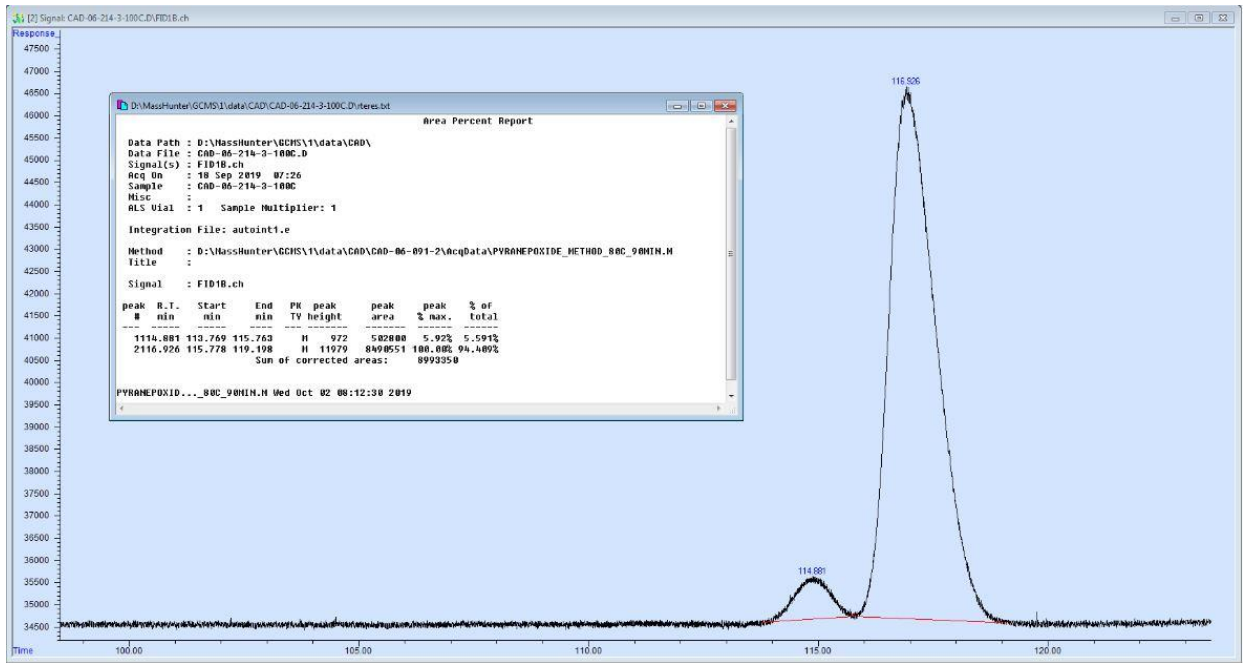 [2] Signal: CAD-06-214-3-100C.D\FID1B.ch
Response_
47500
47000
46500
46000
45500
45000
44500
44000
43500
43000
42500
42000
41500
41000
40500
40000
39500
39000
38500
38000
37500
37000
36500
36000
35500
35000
34500
Time
100.00
105.00
110.00
115.00
120.00
116.926
114.881
D:\MassHunter\GCMS\1\data\CAD\CAD-06-214-3-100C.D\rteres.txt
Area Percent Report
Data Path : D:\MassHunter\GCMS\1\data\CAD\
Data File : CAD-06-214-3-100C.D
Signal(s) : FID1B.ch
Acq On : 18 Sep 2019 07:26
Sample : CAD-06-214-3-100C
Misc :
ALS Vial : 1 Sample Multiplier: 1
Integration File: autoint1.e
Method : D:\MassHunter\GCMS\1\data\CAD\CAD-06-091-2\AcqData\PYRANEPOXIDE_METHOD_80C_90MIN.M
Title :
Signal : FID1B.ch
peak R.T. Start End PK peak peak peak % of
# min min min TY height area % max. total
--- ----- ----- ----- --- ------- ------- ------ -------
1114.881 113.769 115.763 M 972 502800 5.92% 5.591%
2116.926 115.778 119.198 M 11979 8490551 100.00% 94.409%
Sum of corrected areas: 8993350
PYRANEPOXID..._80C_90MIN.M Wed Oct 02 08:12:30 2019